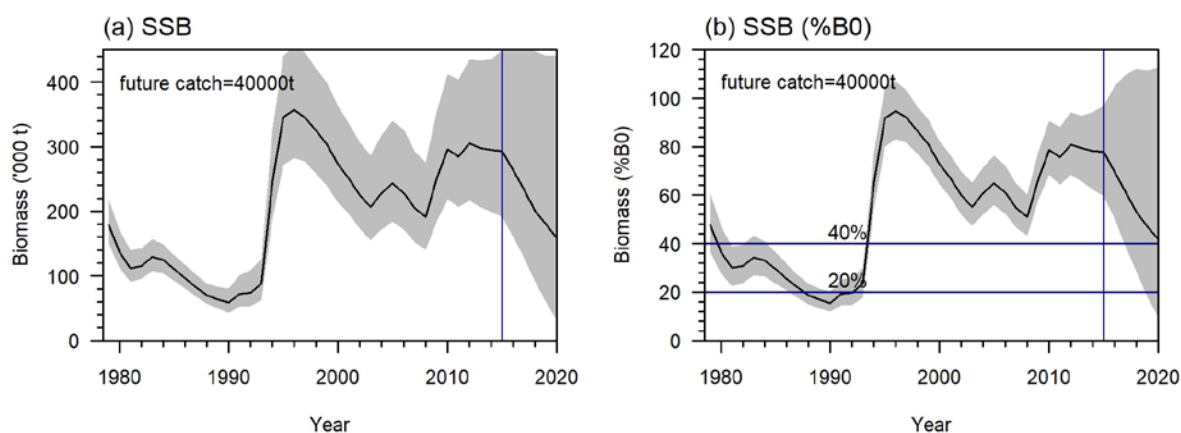 (a) SSB
future catch=40000t
Biomass ('000 t)
400
300
200
100
0
1980 1990 2000 2010 2020
Year
(b) SSB (%B0)
future catch=40000t
Biomass (%B0)
120
100
80
60
40
20
0
40%
20%
1980 1990 2000 2010 2020
Year